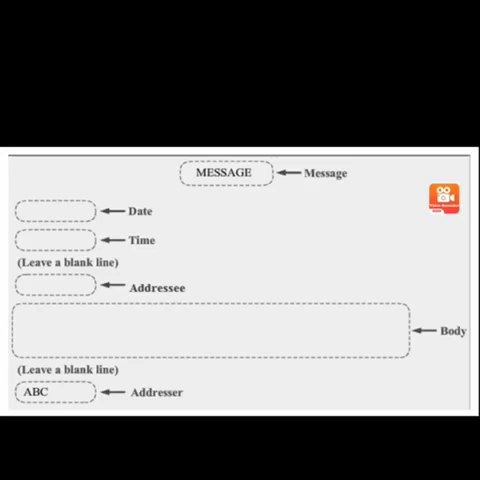 MESSAGE Message
Date
Time
(Leave a blank line)
Addressee
Body
(Leave a blank line)
ABC Addresser